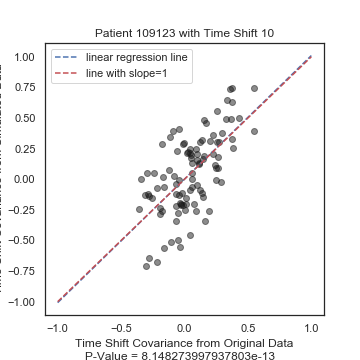 Patient 109123 with Time Shift 10
linear regression line
line with slope=1
1.00
0.75
0.50
0.25
0.00
−0.25
−0.50
−0.75
−1.00
−1.0 −0.5 0.0 0.5 1.0
Time Shift Covariance from Original Data
P-Value = 8.148273997937803e-13